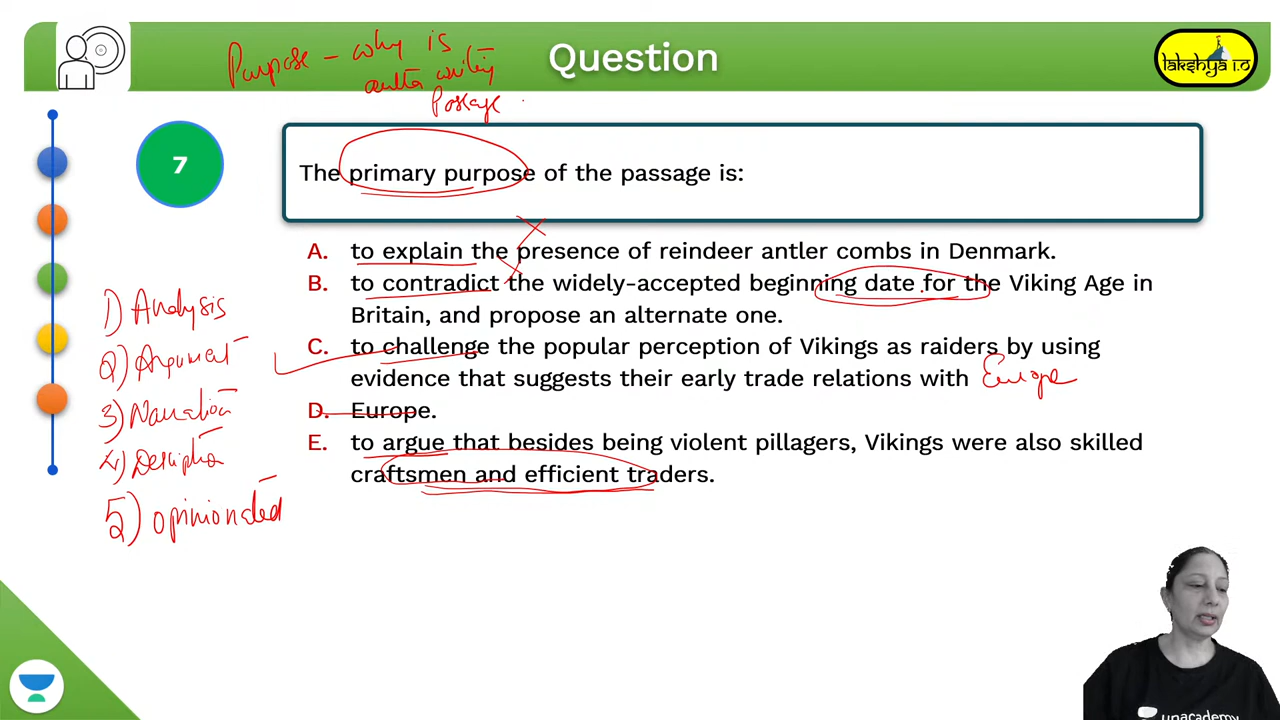 Purpose - why is
Question
lakshya i.o
writing
Passage
7
The primary purpose of the passage is:
A. to explain the presence of reindeer antler combs in Denmark.
B. to contradict the widely-accepted beginning date for the Viking Age in
Britain, and propose an alternate one.
C. to challenge the popular perception of Vikings as raiders by using
evidence that suggests their early trade relations with Europe
D. Europe.
E. to argue that besides being violent pillagers, Vikings were also skilled
craftsmen and efficient traders.
1) Analysis
2) Argument
3) Narration
4) Description
5) opinionated
unacademy